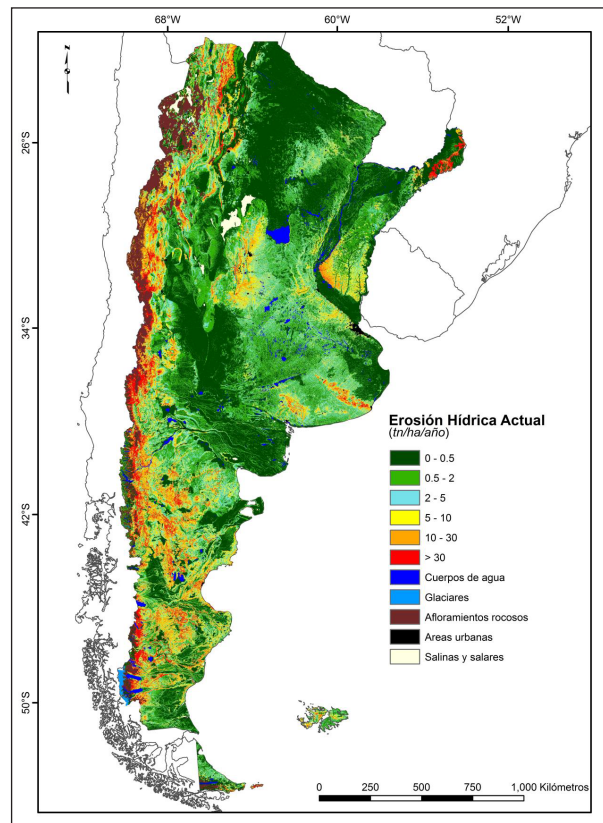 68°W 60°W 52°W
z
26°S
34°S
42°S
50°S
Erosión Hídrica Actual
(tn/ha/año)
0 - 0.5
0.5 - 2
2 - 5
5 - 10
10 - 30
> 30
Cuerpos de agua
Glaciares
Afloramientos rocosos
Areas urbanas
Salinas y salares
0 250 500 750 1,000 Kilómetros